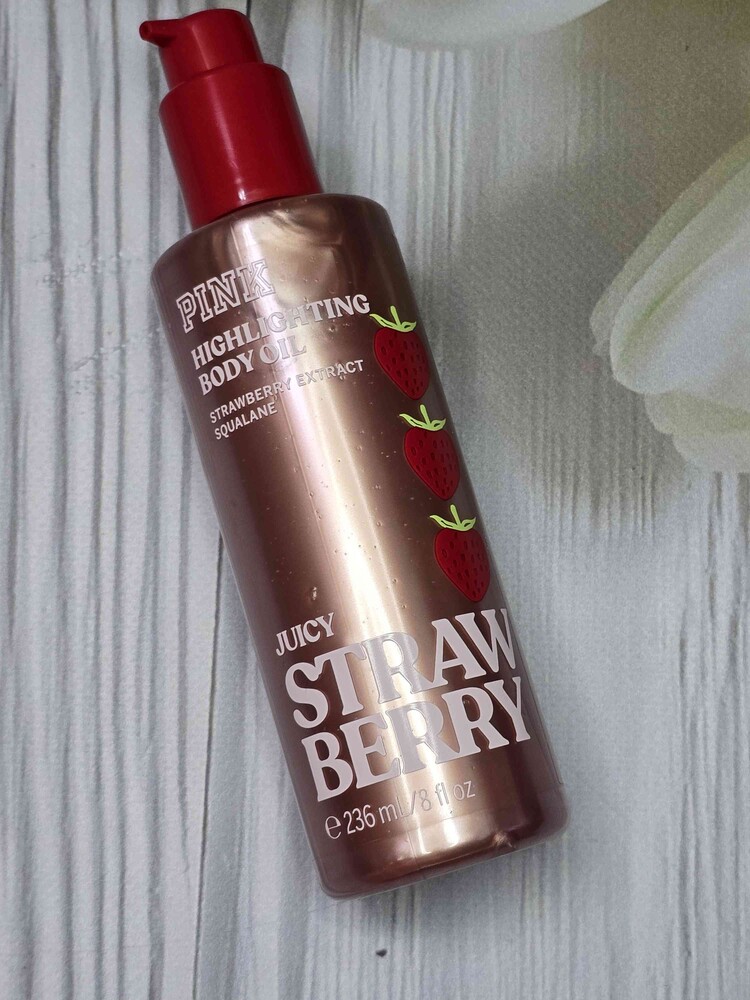 PINK
HIGHLIGHTING
BODY OIL
STRAWBERRY EXTRACT
SQUALANE
JUICY
STRAW
BERRY
℮ 236 mL/8 fl oz